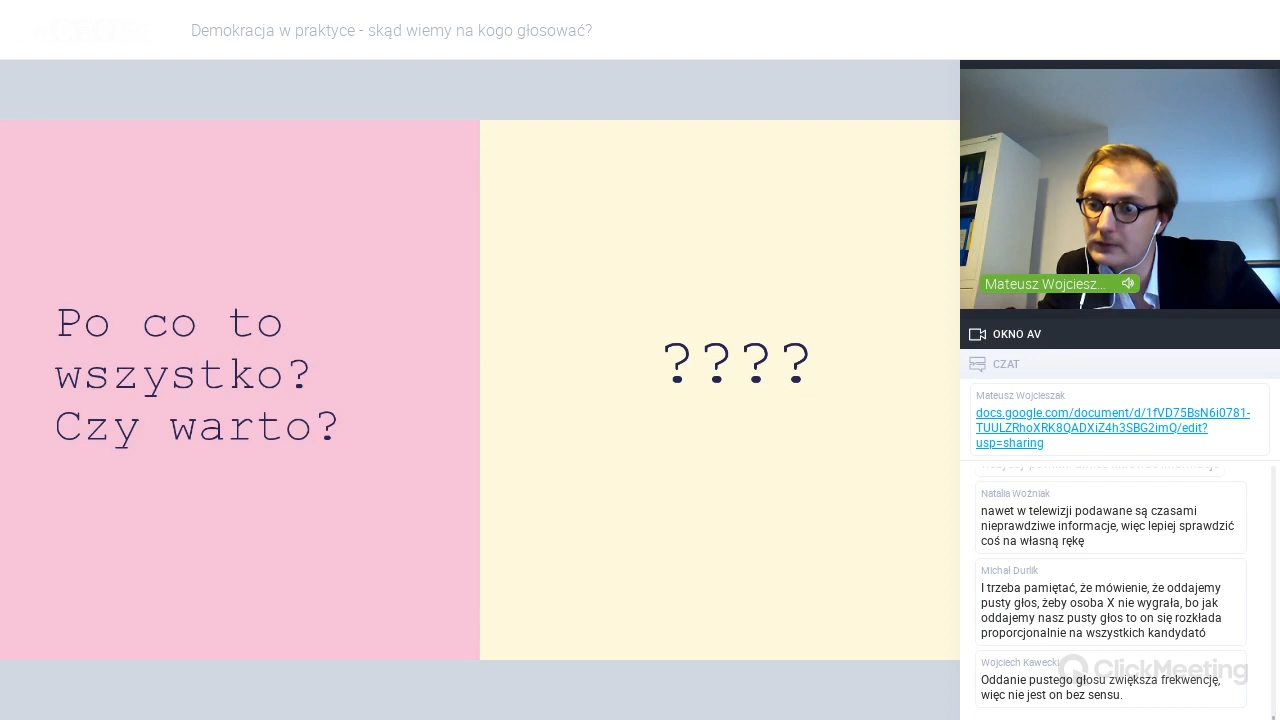 Demokracja w praktyce - skąd wiemy na kogo głosować?
Po co to
wszystko?
Czy warto?
????
Mateusz Wojciesz...
OKNO AV
CZAT
Mateusz Wojcieszak
docs.google.com/document/d/1fVD75BsN6i0781-
TUULZRhoXRK8QADXiZ4h3SBG2imQ/edit?
usp=sharing
Natalia Woźniak
nawet w telewizji podawane są czasami
nieprawdziwe informacje, więc lepiej sprawdzić
coś na własną rękę
Michał Durlik
I trzeba pamiętać, że mówienie, że oddajemy
pusty głos, żeby osoba X nie wygrała, bo jak
oddajemy nasz pusty głos to on się rozkłada
proporcjonalnie na wszystkich kandydató
Wojciech Kawecki
ClickMeeting
Oddanie pustego głosu zwiększa frekwencję,
więc nie jest on bez sensu.